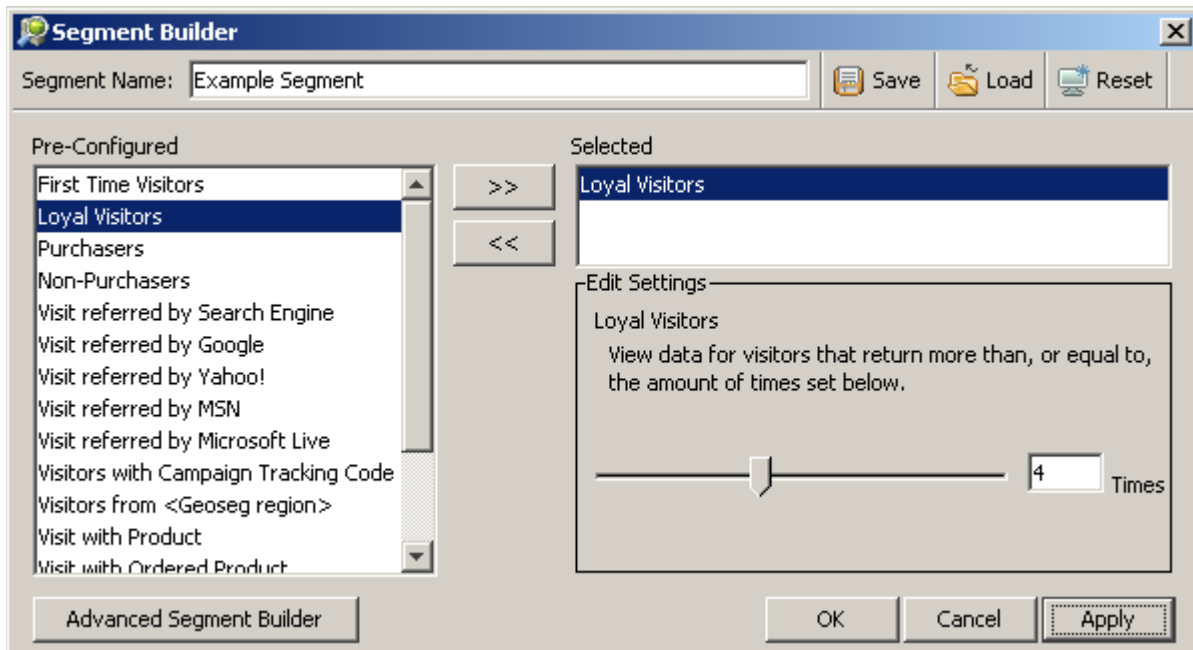 Segment Builder
Segment Name: Example Segment Save Load Reset
Pre-Configured
First Time Visitors
Loyal Visitors
Purchasers
Non-Purchasers
Visit referred by Search Engine
Visit referred by Google
Visit referred by Yahoo!
Visit referred by MSN
Visit referred by Microsoft Live
Visitors with Campaign Tracking Code
Visitors from <Geoseg region>
Visit with Product
Visit with Ordered Product
>>
<<
Selected
Loyal Visitors
Edit Settings
Loyal Visitors
View data for visitors that return more than, or equal to,
the amount of times set below.
4 Times
Advanced Segment Builder
OK Cancel Apply